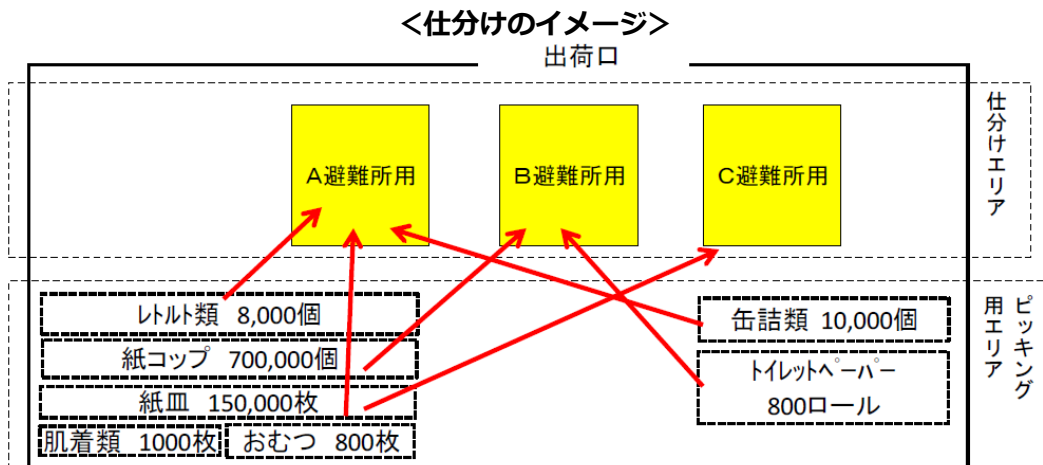 ＜仕分けのイメージ＞
出荷口
仕分けエリア
A避難所用
B避難所用
C避難所用
ピッキング
用エリア
ﾚﾄﾙﾄ類 8,000個
紙コップ 700,000個
紙皿 150,000枚
肌着類 1000枚
おむつ 800枚
缶詰類 10,000個
ﾄｲﾚｯﾄﾍﾟｰﾊﾟｰ
800ロール